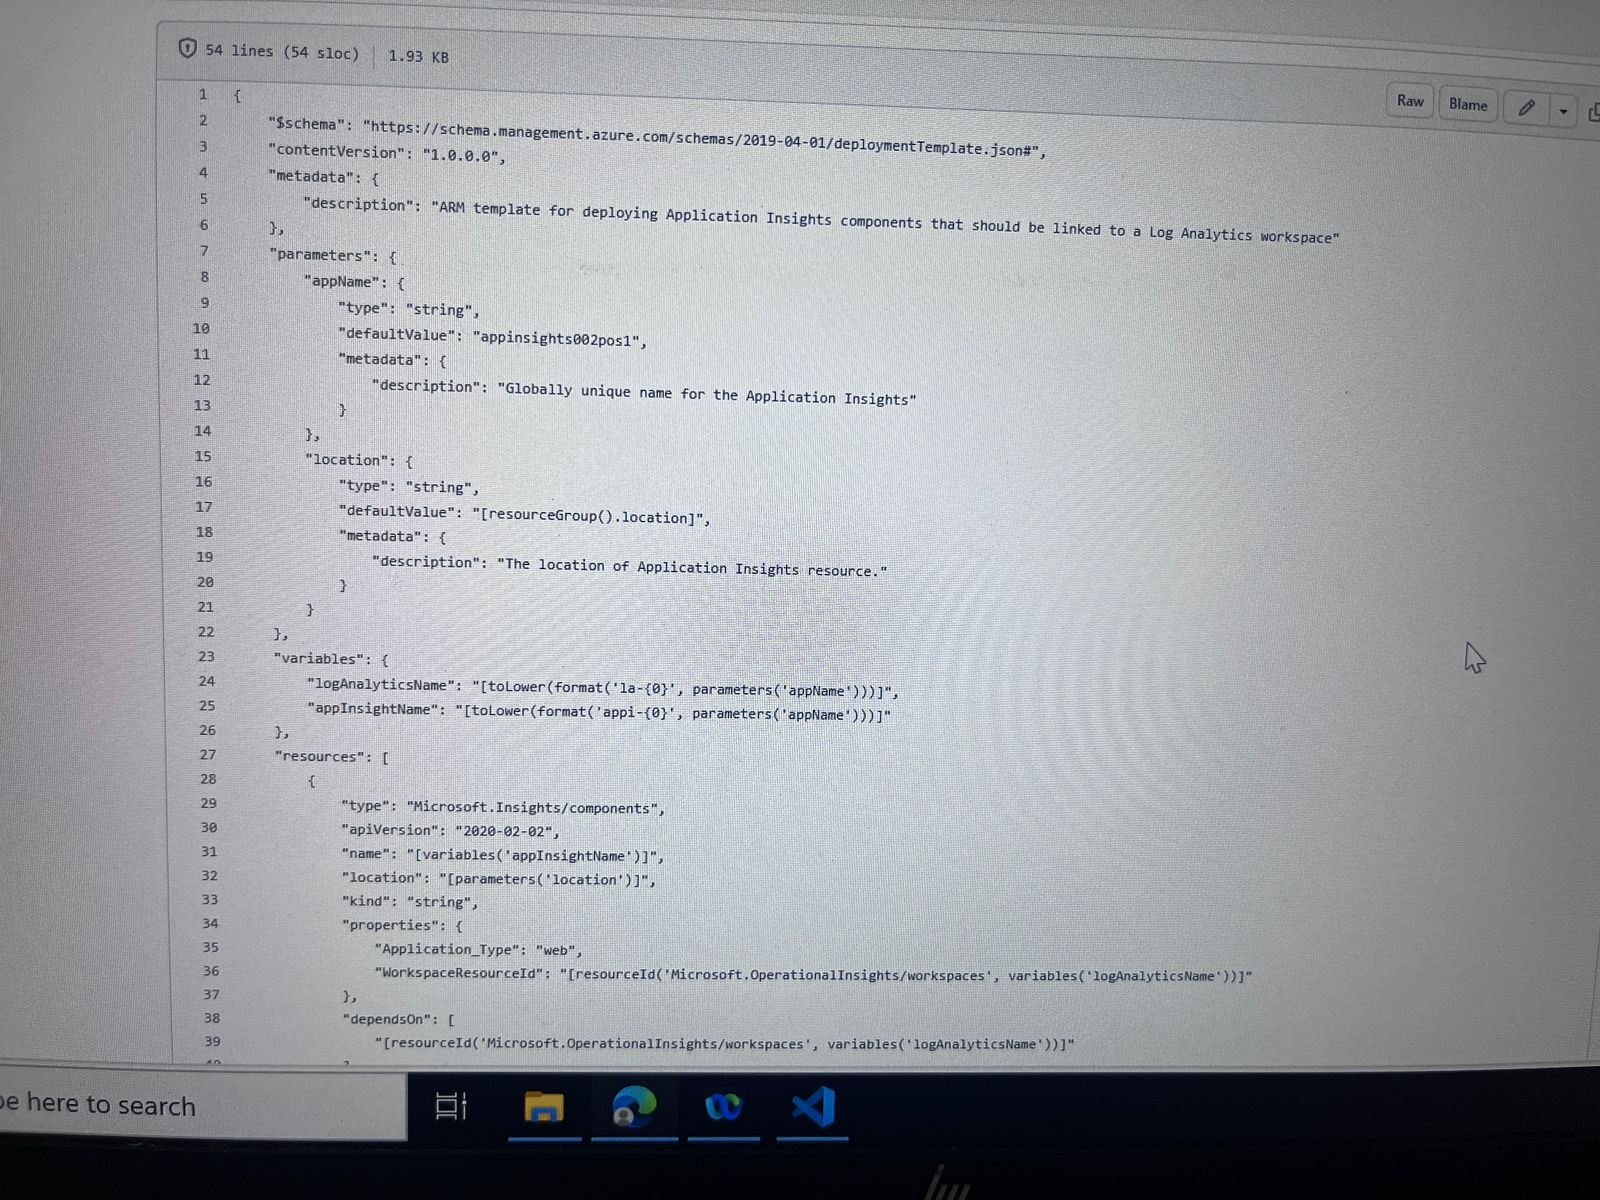 54 lines (54 sloc) 1.93 KB
Raw Blame
1 {
2 "$schema": "https://schema.management.azure.com/schemas/2019-04-01/deploymentTemplate.json#",
3 "contentVersion": "1.0.0.0",
4 "metadata": {
5 "description": "ARM template for deploying Application Insights components that should be linked to a Log Analytics workspace"
6 },
7 "parameters": {
8 "appName": {
9 "type": "string",
10 "defaultValue": "appinsights002pos1",
11 "metadata": {
12 "description": "Globally unique name for the Application Insights"
13 }
14 },
15 "location": {
16 "type": "string",
17 "defaultValue": "[resourceGroup().location]",
18 "metadata": {
19 "description": "The location of Application Insights resource."
20 }
21 }
22 },
23 "variables": {
24 "logAnalyticsName": "[toLower(format('la-{0}', parameters('appName')))]",
25 "appInsightName": "[toLower(format('appi-{0}', parameters('appName')))]"
26 },
27 "resources": [
28 {
29 "type": "Microsoft.Insights/components",
30 "apiVersion": "2020-02-02",
31 "name": "[variables('appInsightName')]",
32 "location": "[parameters('location')]",
33 "kind": "string",
34 "properties": {
35 "Application_Type": "web",
36 "WorkspaceResourceId": "[resourceId('Microsoft.OperationalInsights/workspaces', variables('logAnalyticsName'))]"
37 },
38 "dependsOn": [
39 "[resourceId('Microsoft.OperationalInsights/workspaces', variables('logAnalyticsName'))]"
here to search
hp